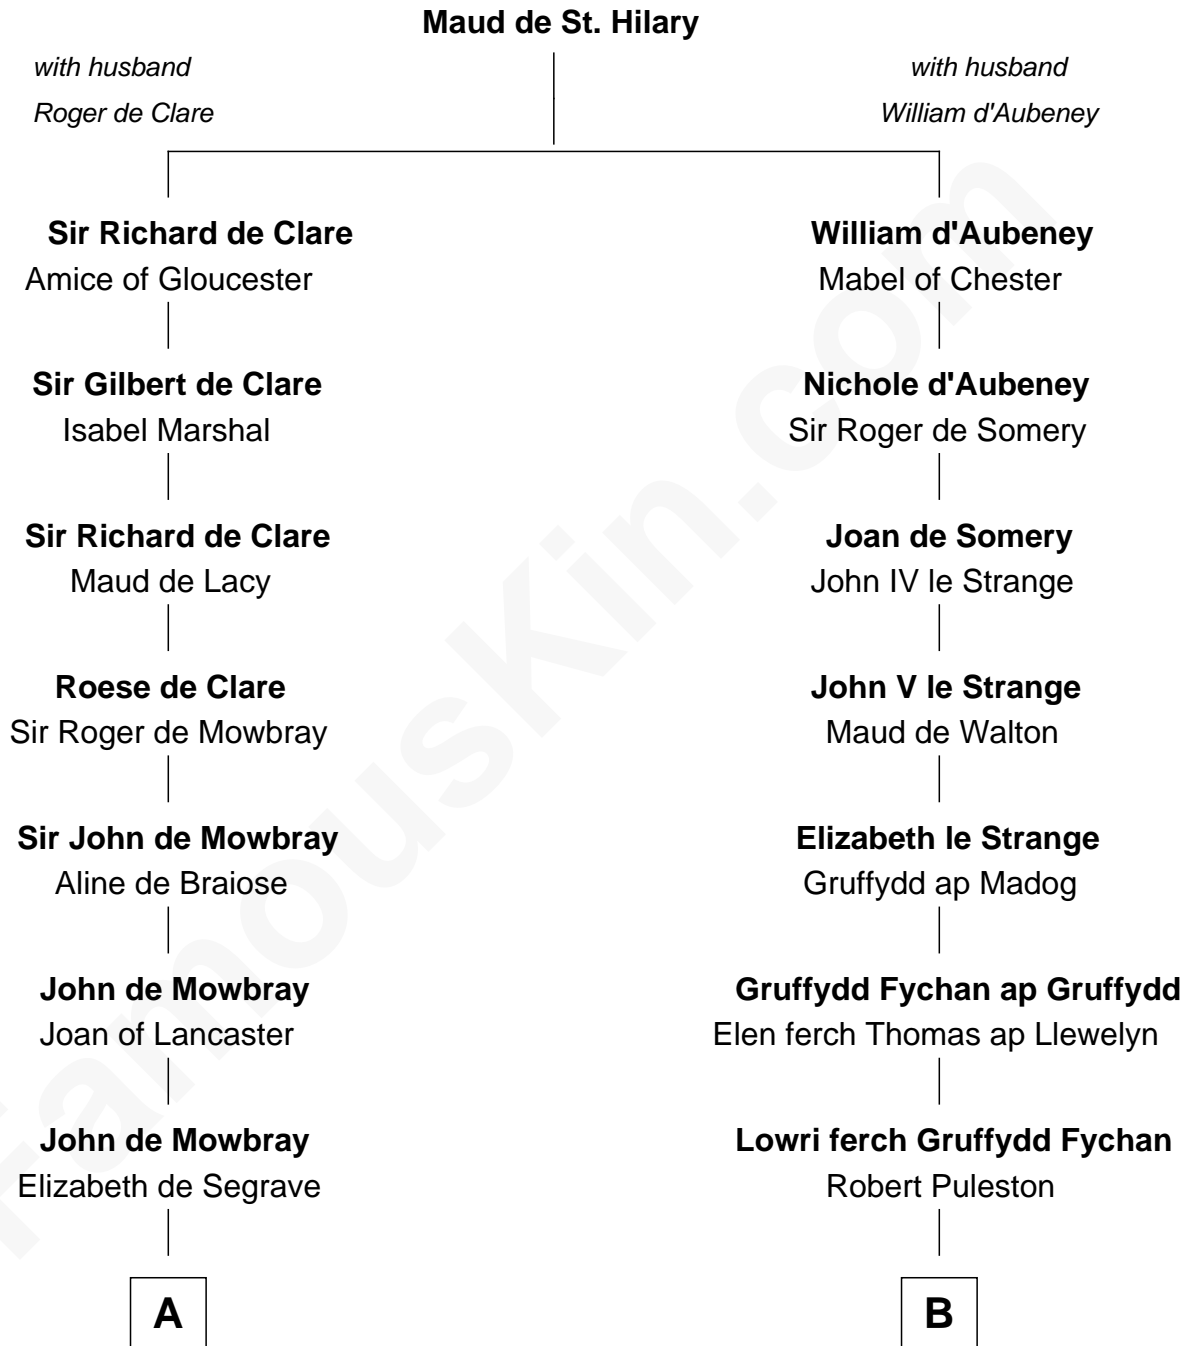 Maud de St. Hilary
with husband
Roger de Clare
with husband
William d'Aubeney
Sir Richard de Clare
Amice of Gloucester
William d'Aubeney
Mabel of Chester
Sir Gilbert de Clare
Isabel Marshal
Nichole d'Aubeney
Sir Roger de Somery
Sir Richard de Clare
Maud de Lacy
Joan de Somery
John IV le Strange
Roese de Clare
Sir Roger de Mowbray
John V le Strange
Maud de Walton
Sir John de Mowbray
Aline de Braiose
Elizabeth le Strange
Gruffydd ap Madog
John de Mowbray
Joan of Lancaster
Gruffydd Fychan ap Gruffydd
Elen ferch Thomas ap Llewelyn
John de Mowbray
Elizabeth de Segrave
Lowri ferch Gruffydd Fychan
Robert Puleston
A
B
FamousKin.com